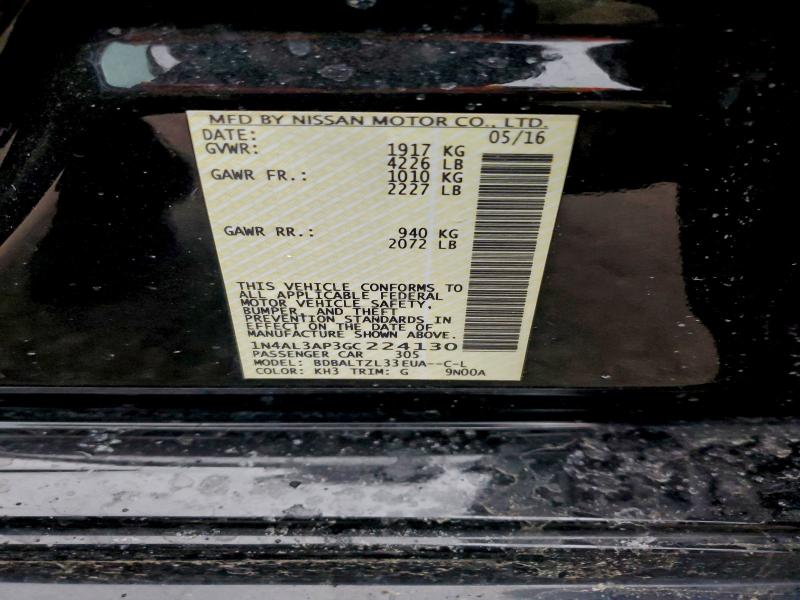 MFD BY NISSAN MOTOR CO., LTD.
DATE: 05/16
GVWR: 1917 KG
4226 LB
GAWR FR.: 1010 KG
2227 LB
GAWR RR.: 940 KG
2072 LB
THIS VEHICLE CONFORMS TO
ALL APPLICABLE FEDERAL
MOTOR VEHICLE SAFETY,
BUMPER, AND THEFT
PREVENTION STANDARDS IN
EFFECT ON THE DATE OF
MANUFACTURE SHOWN ABOVE.
1N4AL3AP3GC224130
PASSENGER CAR 305
MODEL: BDBALTZL33EUA--C-L
COLOR: KH3 TRIM: G 9N00A